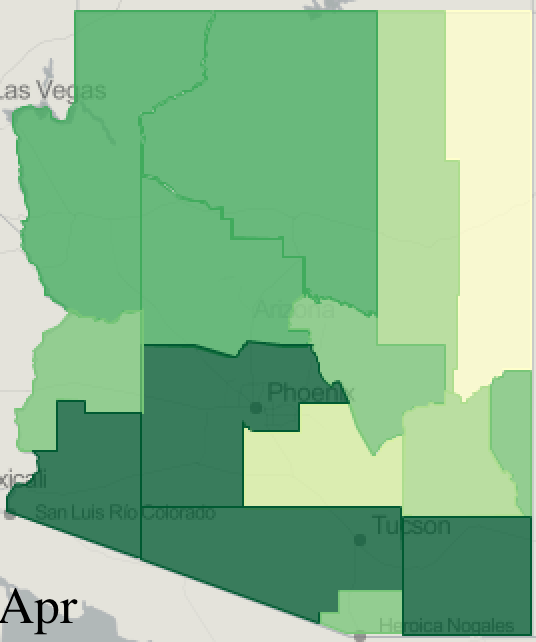 Las Vegas
Arizona
Phoenix
xicali
San Luis Río Colorado
Tucson
Apr
Heroica Nogales